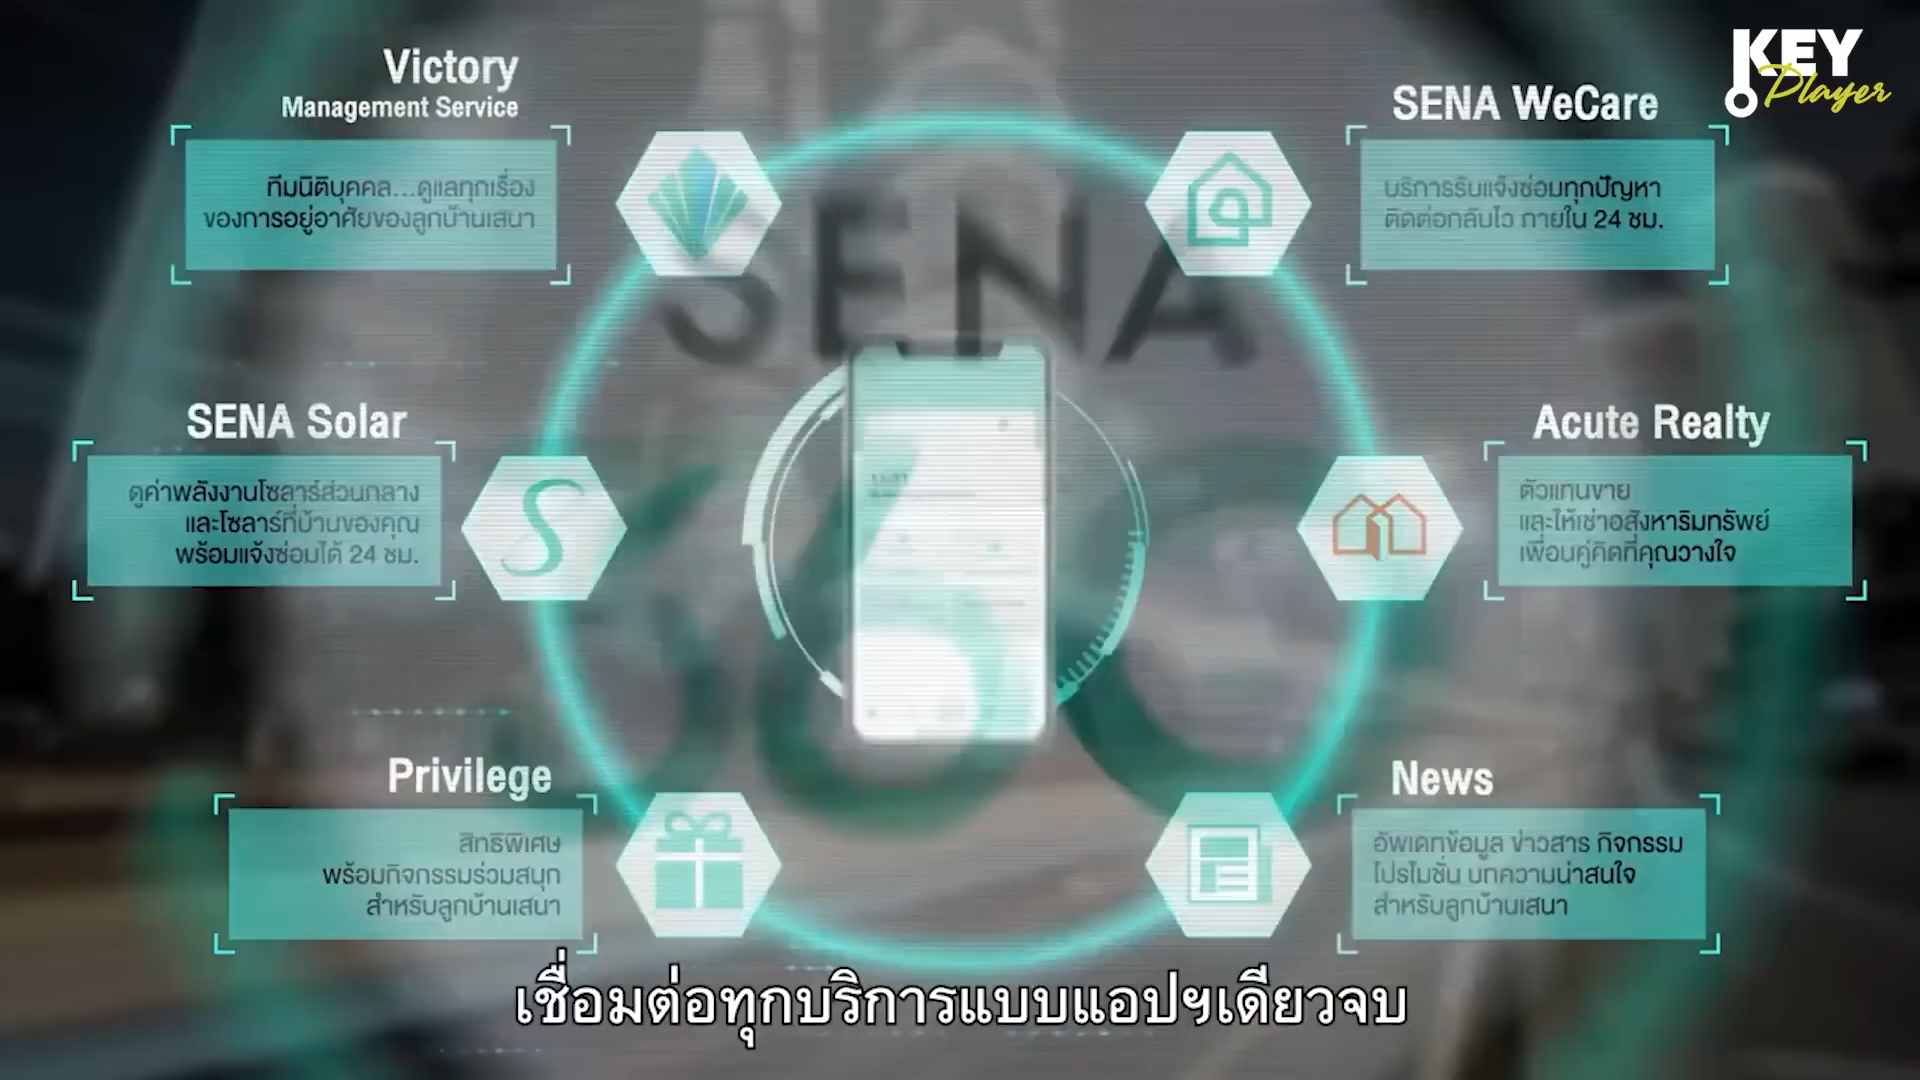 KEY
Player
Victory
Management Service
ทีมนิติบุคคล...ดูแลทุกเรื่อง
ของการอยู่อาศัยของลูกบ้านเสนา
SENA WeCare
บริการรับแจ้งซ่อมทุกปัญหา
ติดต่อกลับไว ภายใน 24 ชม.
SENA
360
SENA Solar
ดูค่าพลังงานโซลาร์ส่วนกลาง
และโซลาร์ที่บ้านของคุณ
พร้อมแจ้งซ่อมได้ 24 ชม.
Acute Realty
ตัวแทนขาย
และให้เช่าอสังหาริมทรัพย์
เพื่อนคู่คิดที่คุณวางใจ
Privilege
สิทธิพิเศษ
พร้อมกิจกรรมร่วมสนุก
สำหรับลูกบ้านเสนา
News
อัพเดทข้อมูล ข่าวสาร กิจกรรม
โปรโมชั่น บทความน่าสนใจ
สำหรับลูกบ้านเสนา
เชื่อมต่อทุกบริการแบบแอปฯเดียวจบ